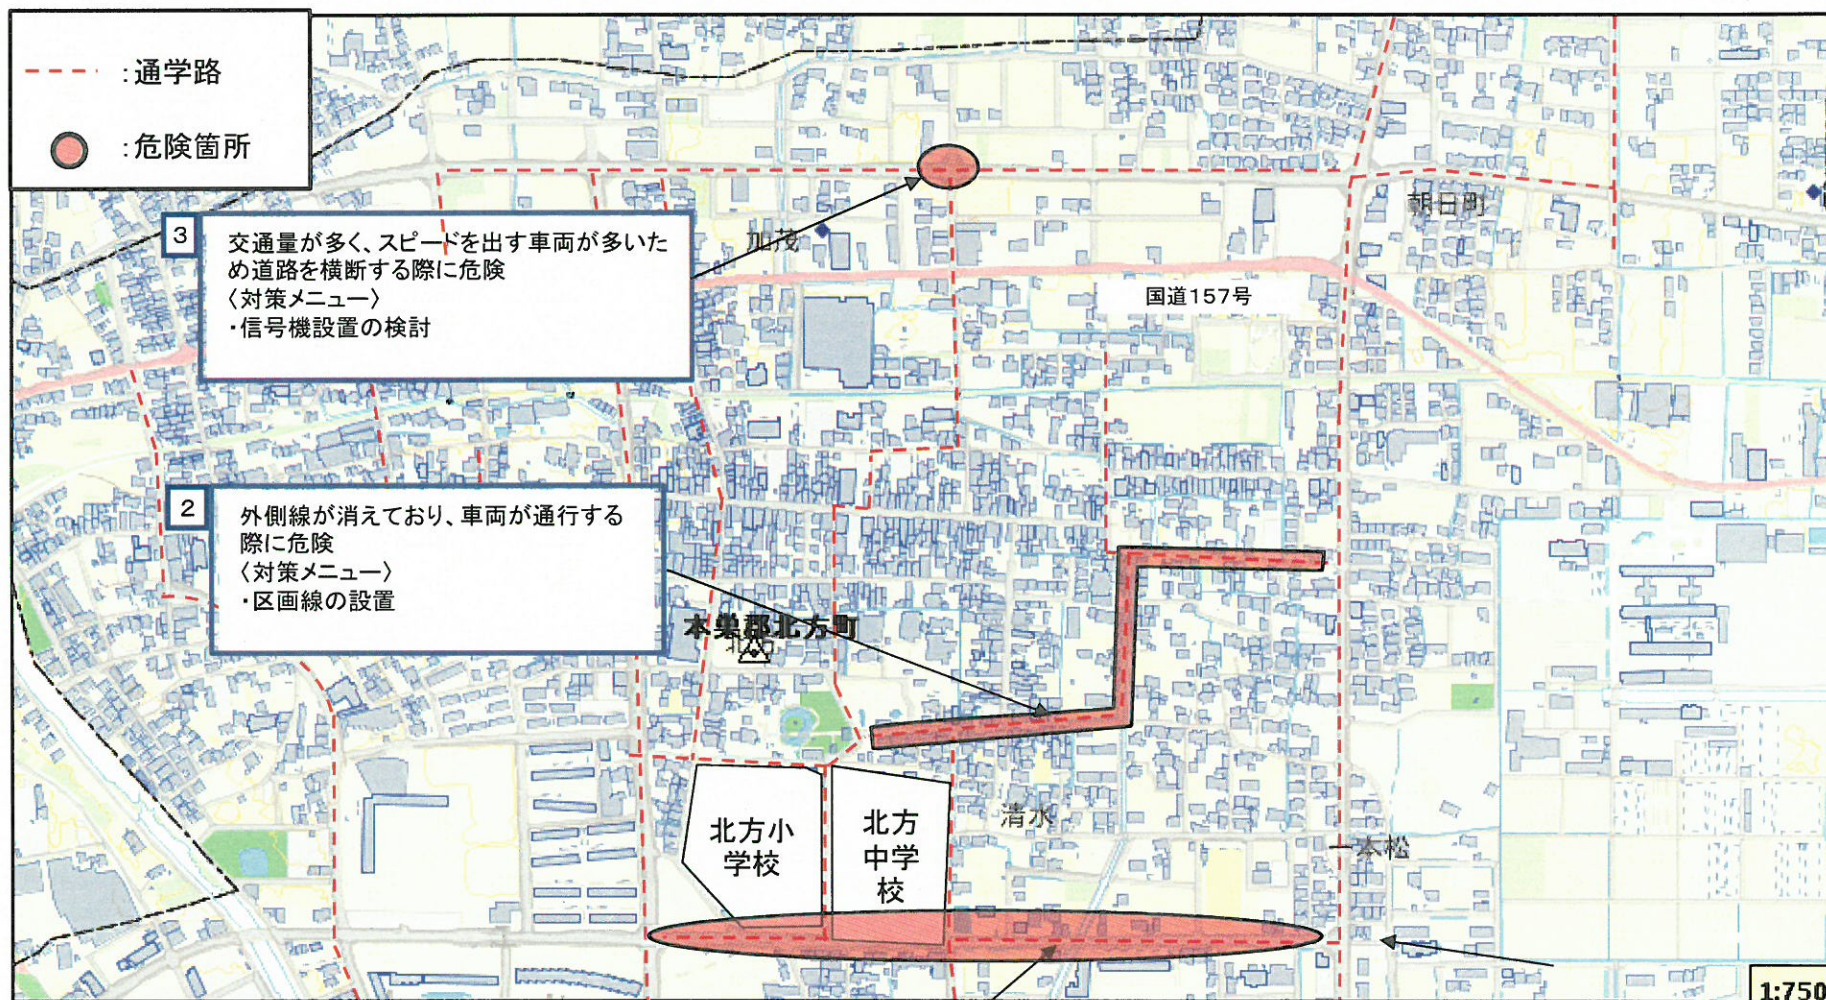 ：通学路
：危険箇所
3
交通量が多く、スピードを出す車両が多いた
め道路を横断する際に危険
〈対策メニュー〉
・信号機設置の検討
加茂
朝日町
国道157号
2
外側線が消えており、車両が通行する
際に危険
〈対策メニュー〉
・区画線の設置
本巣郡北方町
清水
一本松
北方小
学校
北方
中学
校
1:750